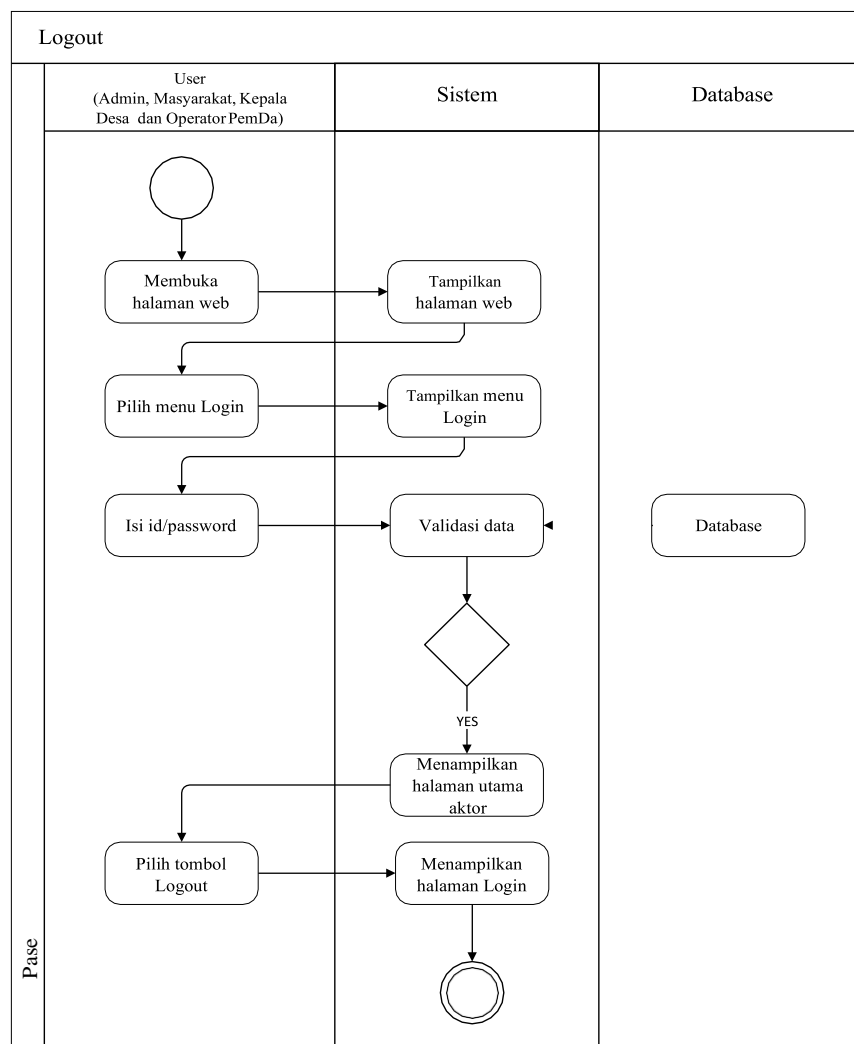 Logout
User
(Admin, Masyarakat, Kepala
Desa dan Operator PemDa)
Sistem
Database
Membuka
halaman web
Tampilkan
halaman web
Pilih menu Login
Tampilkan menu
Login
Isi id/password
Validasi data
Database
YES
Menampilkan
halaman utama
aktor
Pilih tombol
Logout
Menampilkan
halaman Login
Pase